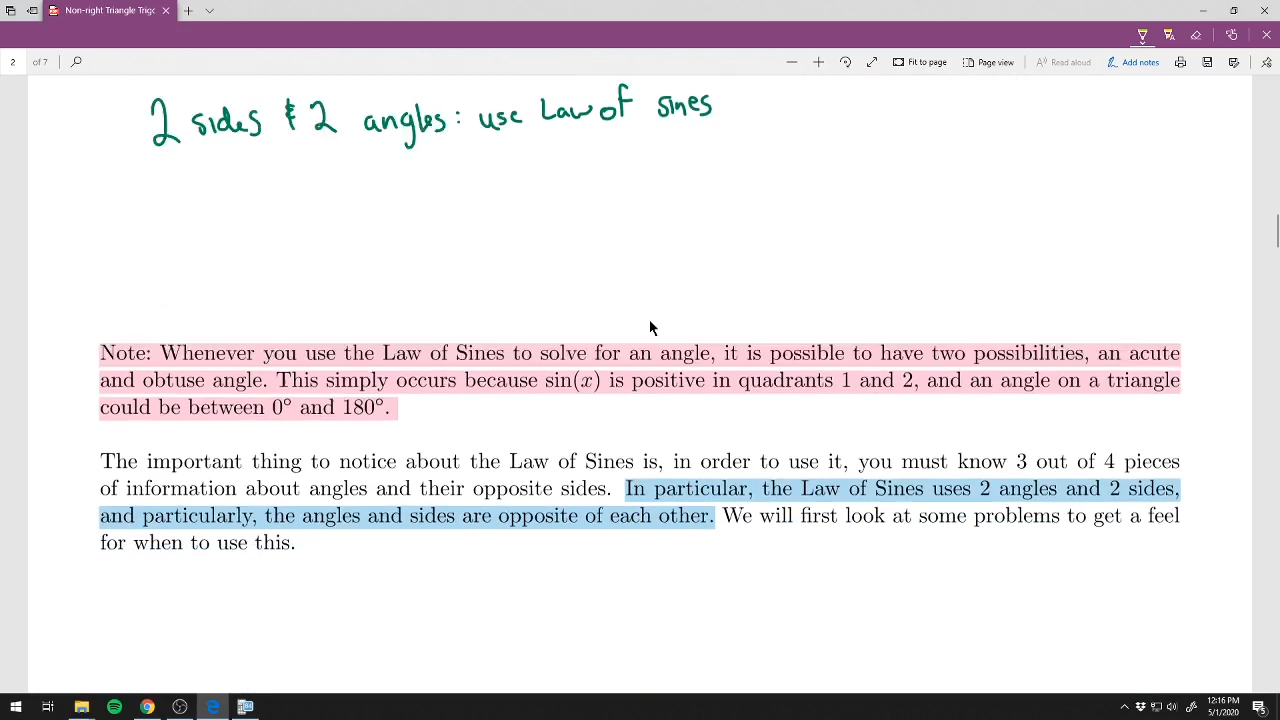 Non-right Triangle Trigo
2 of 7
Fit to page
Page view
Read aloud
Add notes
2 sides & 2 angles: use Law of sines
Note: Whenever you use the Law of Sines to solve for an angle, it is possible to have two possibilities, an acute
and obtuse angle. This simply occurs because sin(x) is positive in quadrants 1 and 2, and an angle on a triangle
could be between 0° and 180°.
The important thing to notice about the Law of Sines is, in order to use it, you must know 3 out of 4 pieces
of information about angles and their opposite sides. In particular, the Law of Sines uses 2 angles and 2 sides,
and particularly, the angles and sides are opposite of each other. We will first look at some problems to get a feel
for when to use this.
12:16 PM
5/1/2020